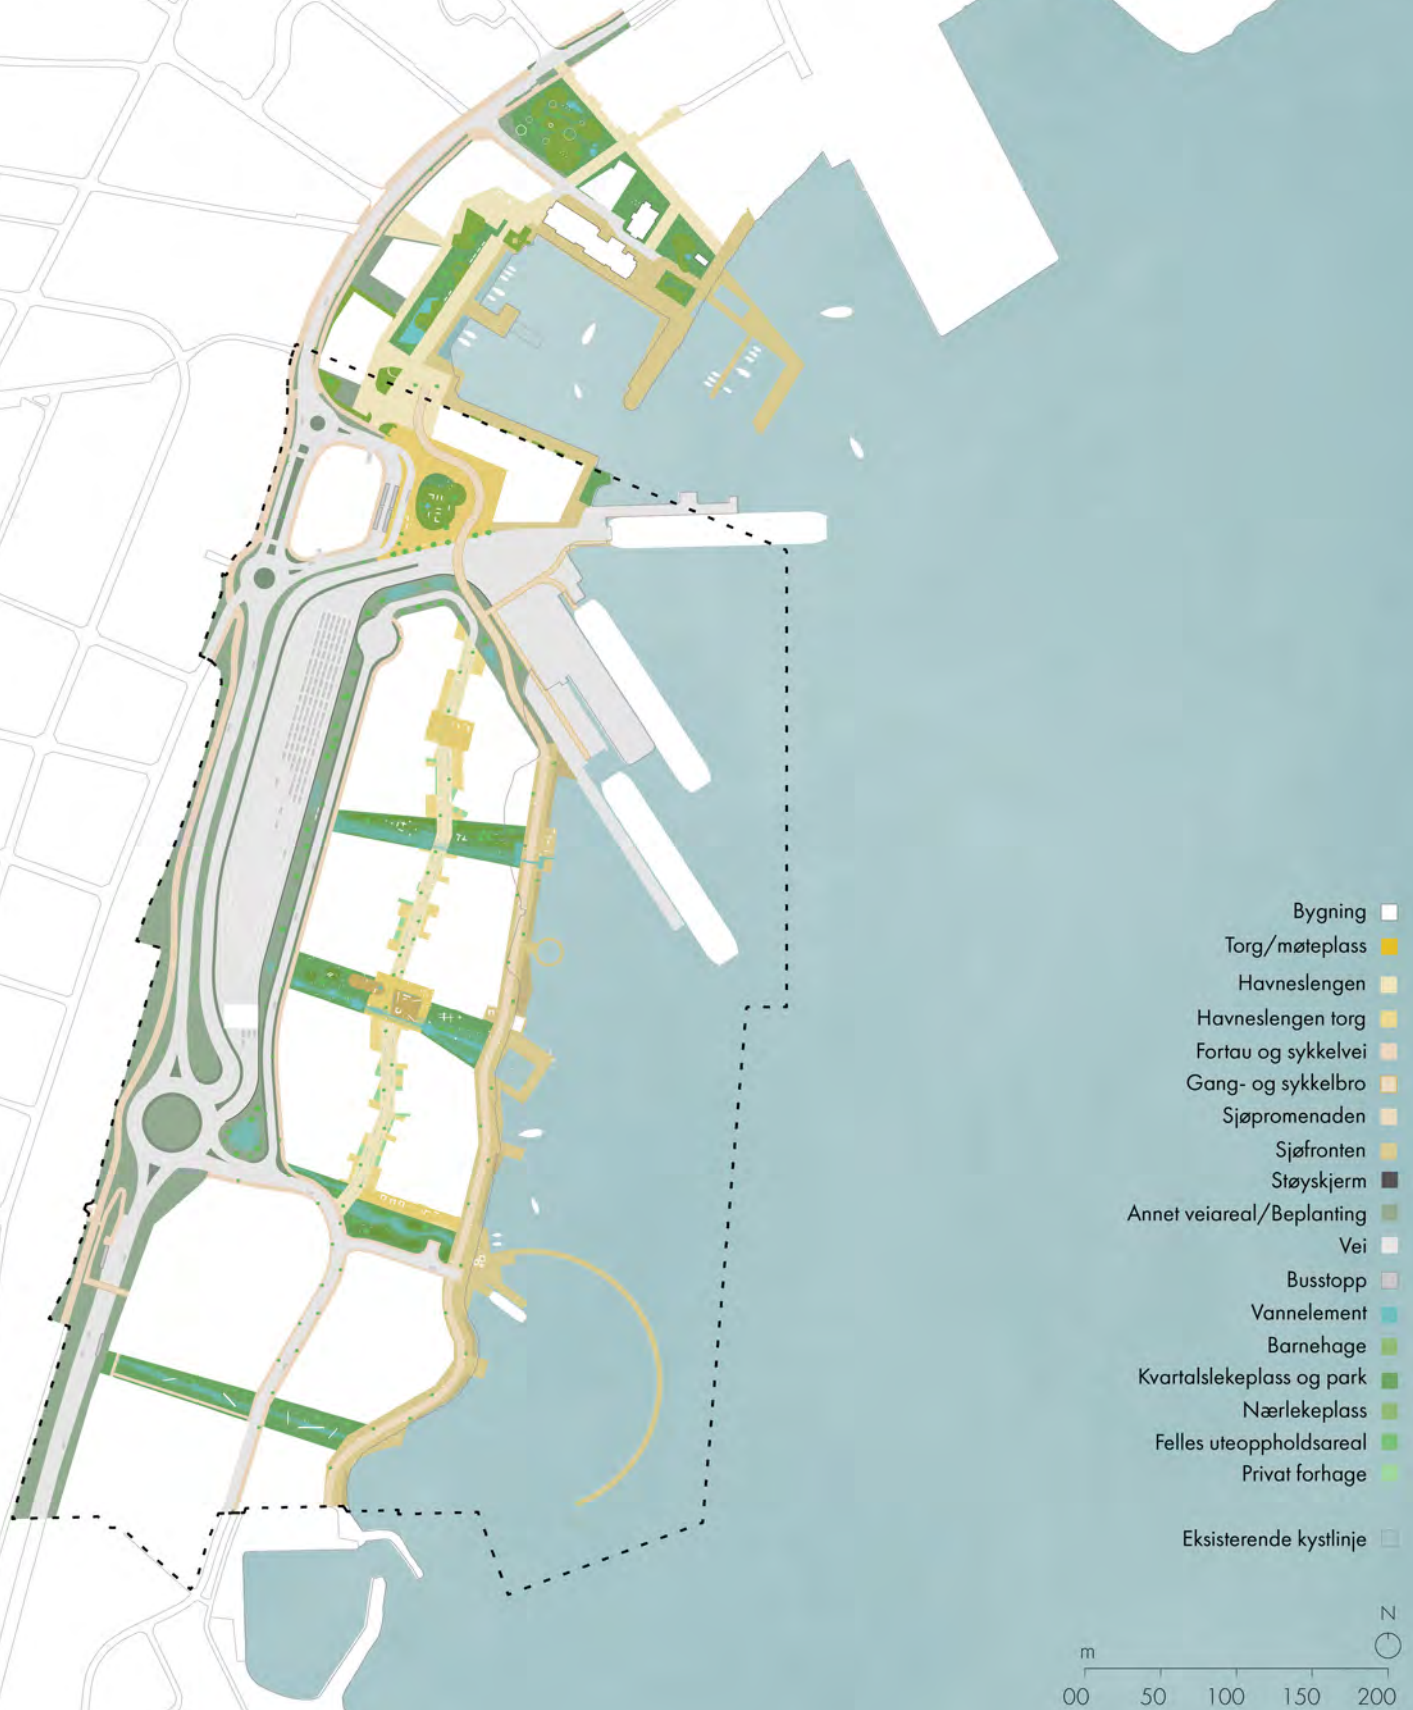 Bygning
Torg/møteplass
Havneslengen
Havneslengen torg
Fortau og sykkelvei
Gang- og sykkelbro
Sjøpromenaden
Sjøfronten
Støyskjerm
Annet veiareal/Beplanting
Vei
Busstopp
Vannelement
Barnehage
Kvartalslekeplass og park
Nærlekeplass
Felles uteoppholdsareal
Privat forhage
Eksisterende kystlinje
N
m
00 50 100 150 200